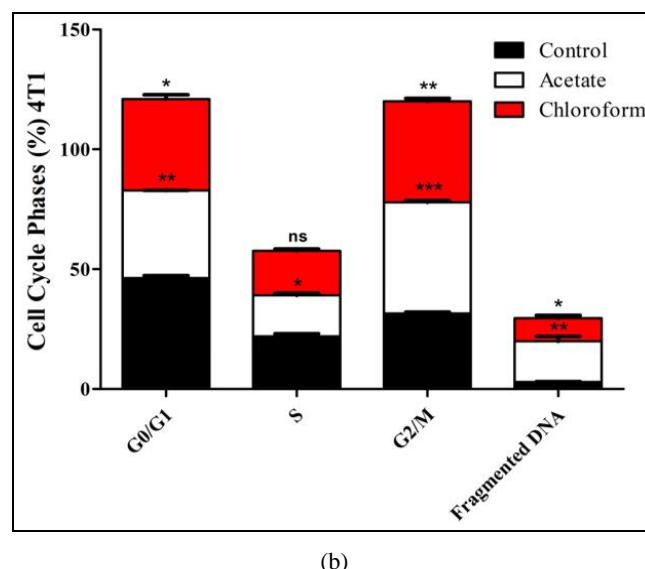 150
100
50
0
Cell Cycle Phases (%) 4T1
Control
Acetate
Chloroform
*
**
ns
*
**
***
*
**
G0/G1
S
G2/M
Fragmented DNA
(b)